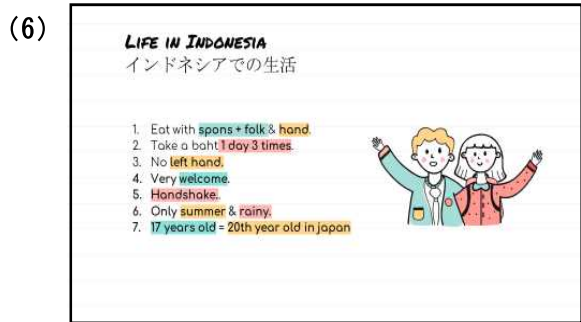 (6)
LIFE IN INDONESIA
インドネシアでの生活
1. Eat with spons + folk & hand.
2. Take a baht 1 day 3 times.
3. No left hand.
4. Very welcome.
5. Handshake.
6. Only summer & rainy.
7. 17 years old = 20th year old in japan